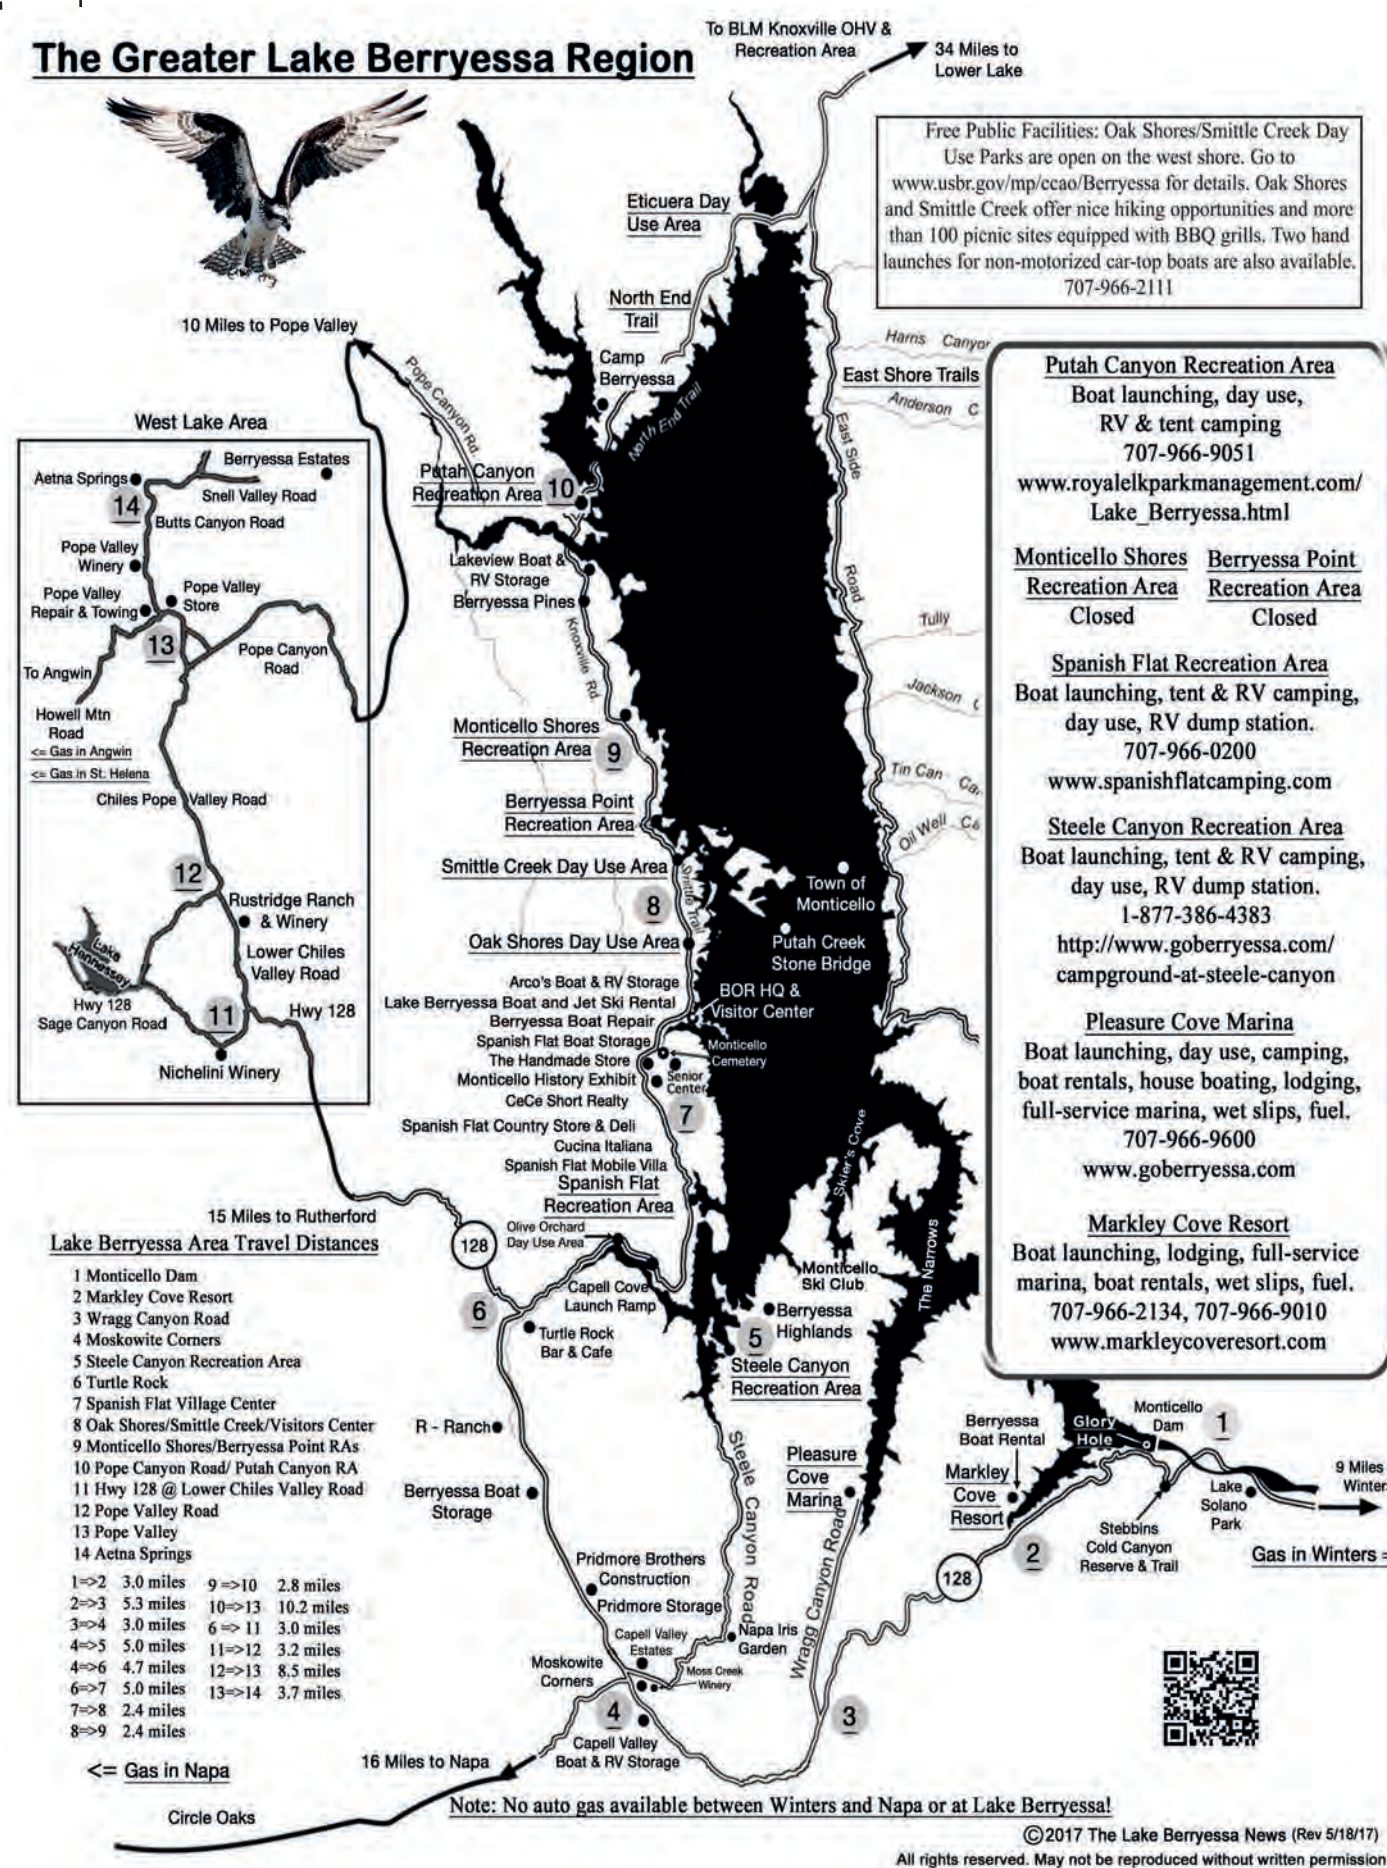 The Greater Lake Berryessa Region
To BLM Knoxville OHV &
Recreation Area
34 Miles to
Lower Lake
Free Public Facilities: Oak Shores/Smittle Creek Day
Use Parks are open on the west shore. Go to
www.usbr.gov/mp/ccao/Berryessa for details. Oak Shores
and Smittle Creek offer nice hiking opportunities and more
than 100 picnic sites equipped with BBQ grills. Two hand
launches for non-motorized car-top boats are also available.
707-966-2111
Eticuera Day
Use Area
North End
Trail
Camp
Berryessa
North End Trail
10 Miles to Pope Valley
Pope Canyon Rd
Putah Canyon
Recreation Area
10
Lakeview Boat &
RV Storage
Berryessa Pines
Knoxville Rd
Monticello Shores
Recreation Area
9
Berryessa Point
Recreation Area
Smittle Creek Day Use Area
Smittle Trail
8
Oak Shores Day Use Area
Harris Canyon
East Shore Trails
Anderson C
East Side
Road
Tully
Jackson
Tin Can Ca
Oil Well Ca
Town of
Monticello
Putah Creek
Stone Bridge
BOR HQ &
Visitor Center
Monticello
Cemetery
Senior
Center
7
Arco's Boat & RV Storage
Lake Berryessa Boat and Jet Ski Rental
Berryessa Boat Repair
Spanish Flat Boat Storage
The Handmade Store
Monticello History Exhibit
CeCe Short Realty
Spanish Flat Country Store & Deli
Cucina Italiana
Spanish Flat Mobile Villa
Spanish Flat
Recreation Area
Olive Orchard
Day Use Area
Capell Cove
Launch Ramp
Skier's Cove
The Narrows
Monticello
Ski Club
Berryessa
Highlands
5
Steele Canyon
Recreation Area
West Lake Area
Aetna Springs
14
Berryessa Estates
Snell Valley Road
Butts Canyon Road
Pope Valley
Winery
Pope Valley
Repair & Towing
Pope Valley
Store
13
To Angwin
Pope Canyon
Road
Howell Mtn
Road
<= Gas in Angwin
<= Gas in St. Helena
Chiles Pope Valley Road
12
Rustridge Ranch
& Winery
Lower Chiles
Valley Road
Lake
Hennessey
Hwy 128
Sage Canyon Road
11
Hwy 128
Nichelini Winery
Putah Canyon Recreation Area
Boat launching, day use,
RV & tent camping
707-966-9051
www.royalelkparkmanagement.com/
Lake_Berryessa.html
Monticello Shores
Recreation Area
Closed
Berryessa Point
Recreation Area
Closed
Spanish Flat Recreation Area
Boat launching, tent & RV camping,
day use, RV dump station.
707-966-0200
www.spanishflatcamping.com
Steele Canyon Recreation Area
Boat launching, tent & RV camping,
day use, RV dump station.
1-877-386-4383
http://www.goberryessa.com/
campground-at-steele-canyon
Pleasure Cove Marina
Boat launching, day use, camping,
boat rentals, house boating, lodging,
full-service marina, wet slips, fuel.
707-966-9600
www.goberryessa.com
Markley Cove Resort
Boat launching, lodging, full-service
marina, boat rentals, wet slips, fuel.
707-966-2134, 707-966-9010
www.markleycoveresort.com
15 Miles to Rutherford
128
6
Turtle Rock
Bar & Cafe
R - Ranch
Berryessa Boat
Storage
Pridmore Brothers
Construction
Pridmore Storage
Capell Valley
Estates
Moskowite
Corners
Moss Creek
Winery
4
Capell Valley
Boat & RV Storage
Napa Iris
Garden
Steele Canyon Road
Pleasure
Cove
Marina
Wragg Canyon Road
3
128
2
Berryessa
Boat Rental
Markley
Cove
Resort
Glory
Hole
Monticello
Dam
1
Stebbins
Cold Canyon
Reserve & Trail
Lake
Solano
Park
9 Miles
Winter
Gas in Winters =
Lake Berryessa Area Travel Distances
1 Monticello Dam
2 Markley Cove Resort
3 Wragg Canyon Road
4 Moskowite Corners
5 Steele Canyon Recreation Area
6 Turtle Rock
7 Spanish Flat Village Center
8 Oak Shores/Smittle Creek/Visitors Center
9 Monticello Shores/Berryessa Point RAs
10 Pope Canyon Road/ Putah Canyon RA
11 Hwy 128 @ Lower Chiles Valley Road
12 Pope Valley Road
13 Pope Valley
14 Aetna Springs
1=>2 3.0 miles
2=>3 5.3 miles
3=>4 3.0 miles
4=>5 5.0 miles
4=>6 4.7 miles
6=>7 5.0 miles
7=>8 2.4 miles
8=>9 2.4 miles
9 =>10 2.8 miles
10=>13 10.2 miles
6 => 11 3.0 miles
11=>12 3.2 miles
12=>13 8.5 miles
13=>14 3.7 miles
<= Gas in Napa
16 Miles to Napa
Circle Oaks
Note: No auto gas available between Winters and Napa or at Lake Berryessa!
©2017 The Lake Berryessa News (Rev 5/18/17)
All rights reserved. May not be reproduced without written permission